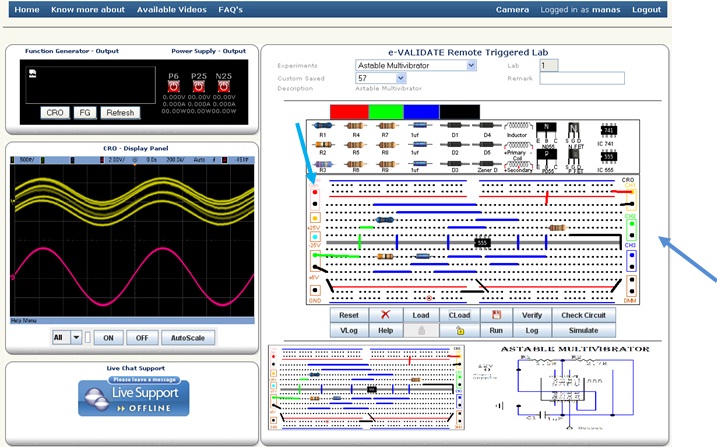 Home Know more about Available Videos FAQ's Camera Logged in as manas Logout
Function Generator - Output Power Supply - Output
P6 P25 N25
0.000V 00.00V 00.00V
0.000A 0.000A 0.000A
00.00W 00.00W 00.00W
CRO FG Refresh
CRO - Display Panel
500mV 2.00V/ 0.0s 200.0s/ Auto
Help Menu
All ON OFF AutoScale
Live Chat Support
Please leave a message
Live Support
OFFLINE
e-VALIDATE Remote Triggered Lab
Experiments Astable Multivibrator Lab 1
Custom Saved 57 Remark
Description Astable Multivibrator
R1 R4 R7 1uf D1 D4 Inductor E B C N055 S G D N FET IC 741
R2 R5 R8 1uf D2 D5 Primary Coil
R3 R6 R9 1uf D3 Zener D Secondary P055 P FET IC 555
741
555
CRO
+25V
-25V
555
CH2
CH3
+6V
GND DMM
Reset Load CLoad Verify Check Circuit
VLog Help Run Log Simulate
ASTABLE MULTIVIBRATOR